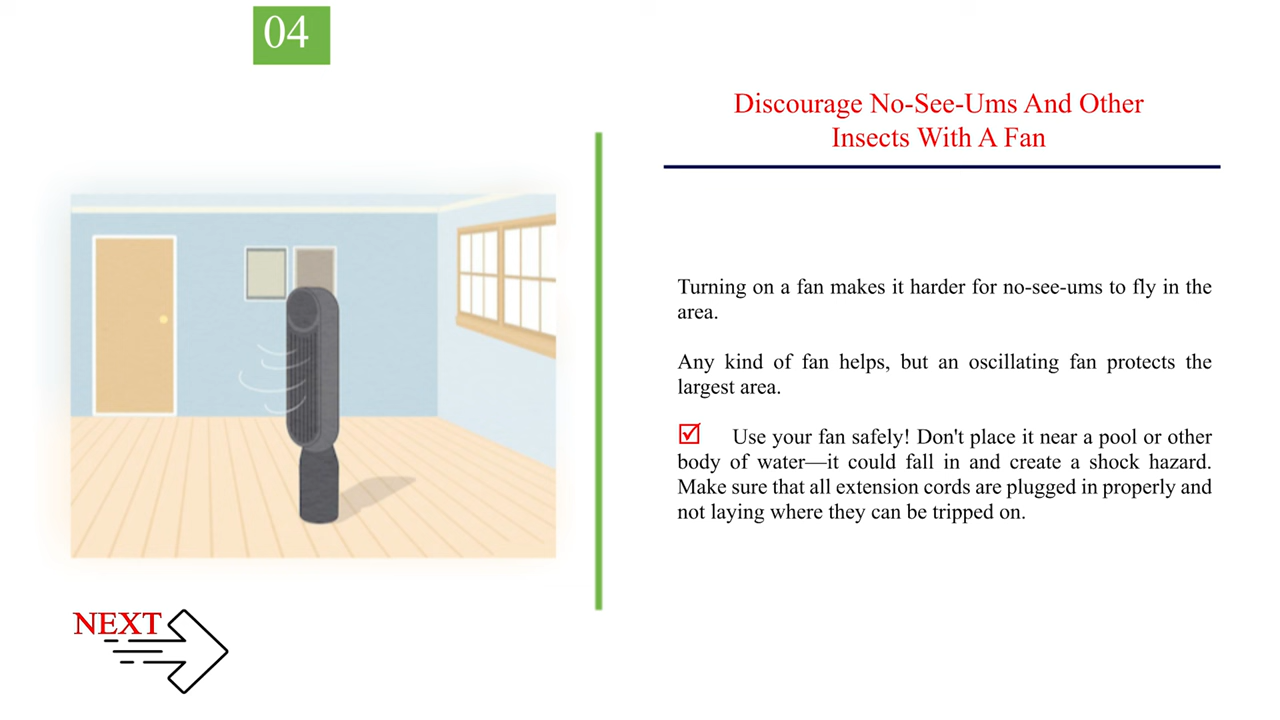 04
Discourage No-See-Ums And Other
Insects With A Fan
Turning on a fan makes it harder for no-see-ums to fly in the
area.
Any kind of fan helps, but an oscillating fan protects the
largest area.
Use your fan safely! Don't place it near a pool or other
body of water—it could fall in and create a shock hazard.
Make sure that all extension cords are plugged in properly and
not laying where they can be tripped on.
NEXT